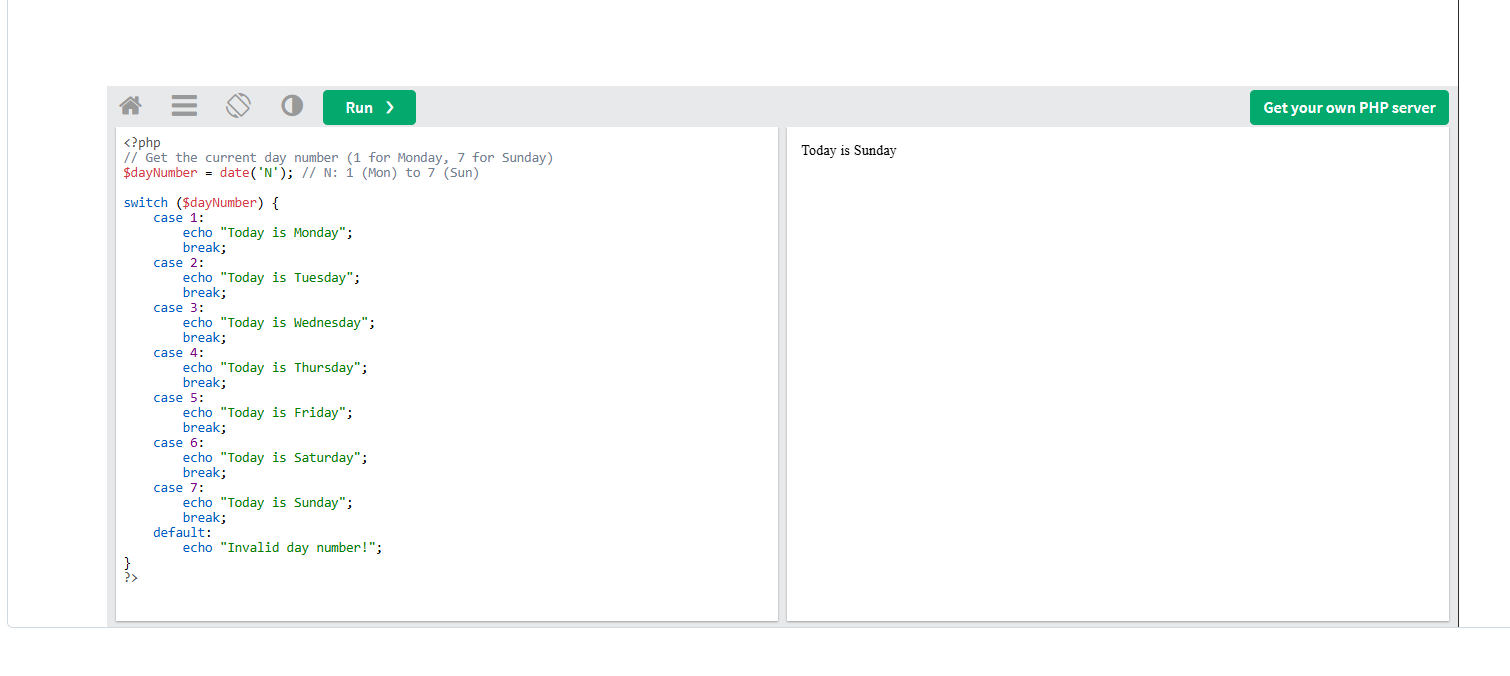 Run ❯
Get your own PHP server
<?php
// Get the current day number (1 for Monday, 7 for Sunday)
$dayNumber = date('N'); // N: 1 (Mon) to 7 (Sun)

switch ($dayNumber) {
    case 1:
        echo "Today is Monday";
        break;
    case 2:
        echo "Today is Tuesday";
        break;
    case 3:
        echo "Today is Wednesday";
        break;
    case 4:
        echo "Today is Thursday";
        break;
    case 5:
        echo "Today is Friday";
        break;
    case 6:
        echo "Today is Saturday";
        break;
    case 7:
        echo "Today is Sunday";
        break;
    default:
        echo "Invalid day number!";
}
?>
Today is Sunday